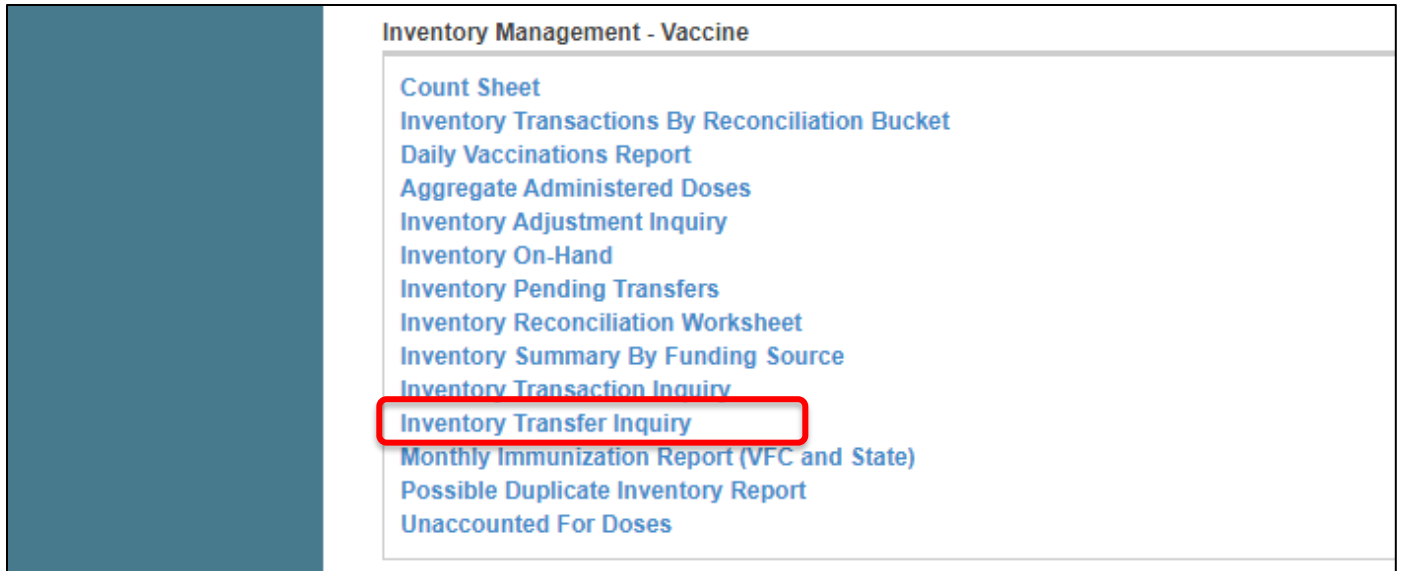 Inventory Management - Vaccine
Count Sheet
Inventory Transactions By Reconciliation Bucket
Daily Vaccinations Report
Aggregate Administered Doses
Inventory Adjustment Inquiry
Inventory On-Hand
Inventory Pending Transfers
Inventory Reconciliation Worksheet
Inventory Summary By Funding Source
Inventory Transaction Inquiry
Inventory Transfer Inquiry
Monthly Immunization Report (VFC and State)
Possible Duplicate Inventory Report
Unaccounted For Doses